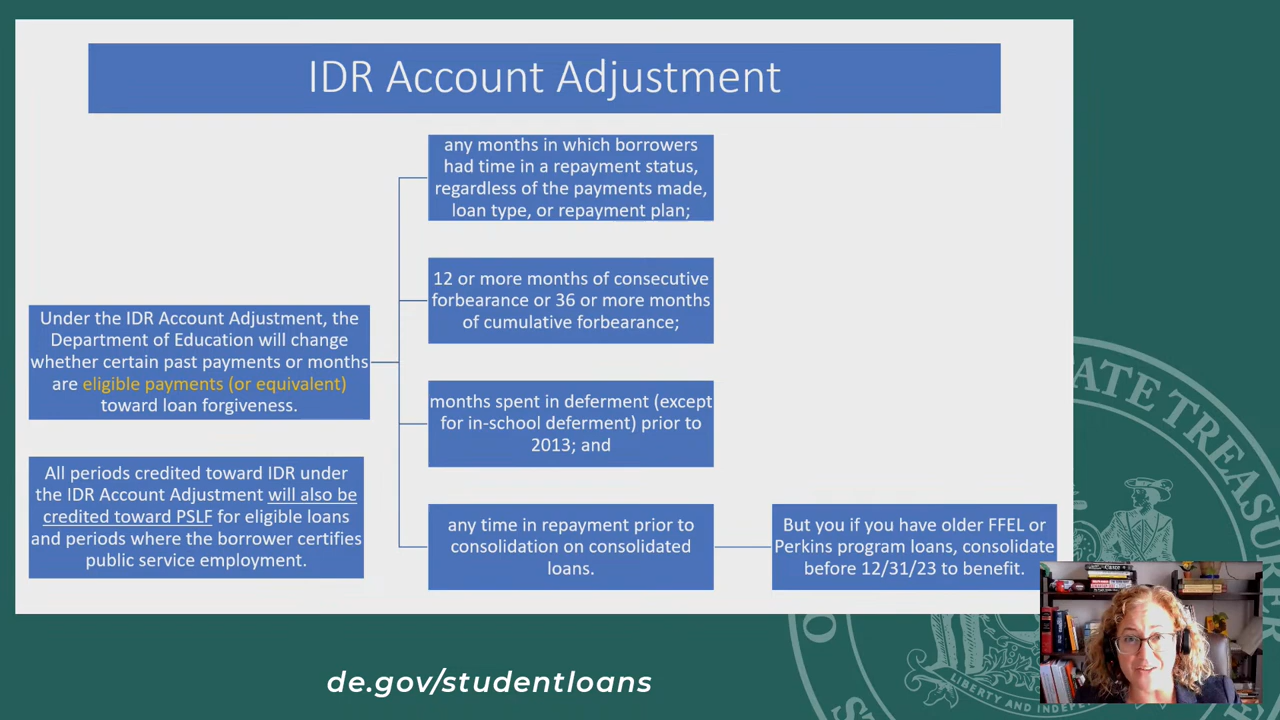 IDR Account Adjustment
any months in which borrowers
had time in a repayment status,
regardless of the payments made,
loan type, or repayment plan;
12 or more months of consecutive
forbearance or 36 or more months
of cumulative forbearance;
Under the IDR Account Adjustment, the
Department of Education will change
whether certain past payments or months
are eligible payments (or equivalent)
toward loan forgiveness.
months spent in deferment (except
for in-school deferment) prior to
2013; and
All periods credited toward IDR under
the IDR Account Adjustment will also be
credited toward PSLF for eligible loans
and periods where the borrower certifies
public service employment.
any time in repayment prior to
consolidation on consolidated
loans.
But you if you have older FFEL or
Perkins program loans, consolidate
before 12/31/23 to benefit.
de.gov/studentloans
ATE TREASURER
LIBERTY AND INDEPEN